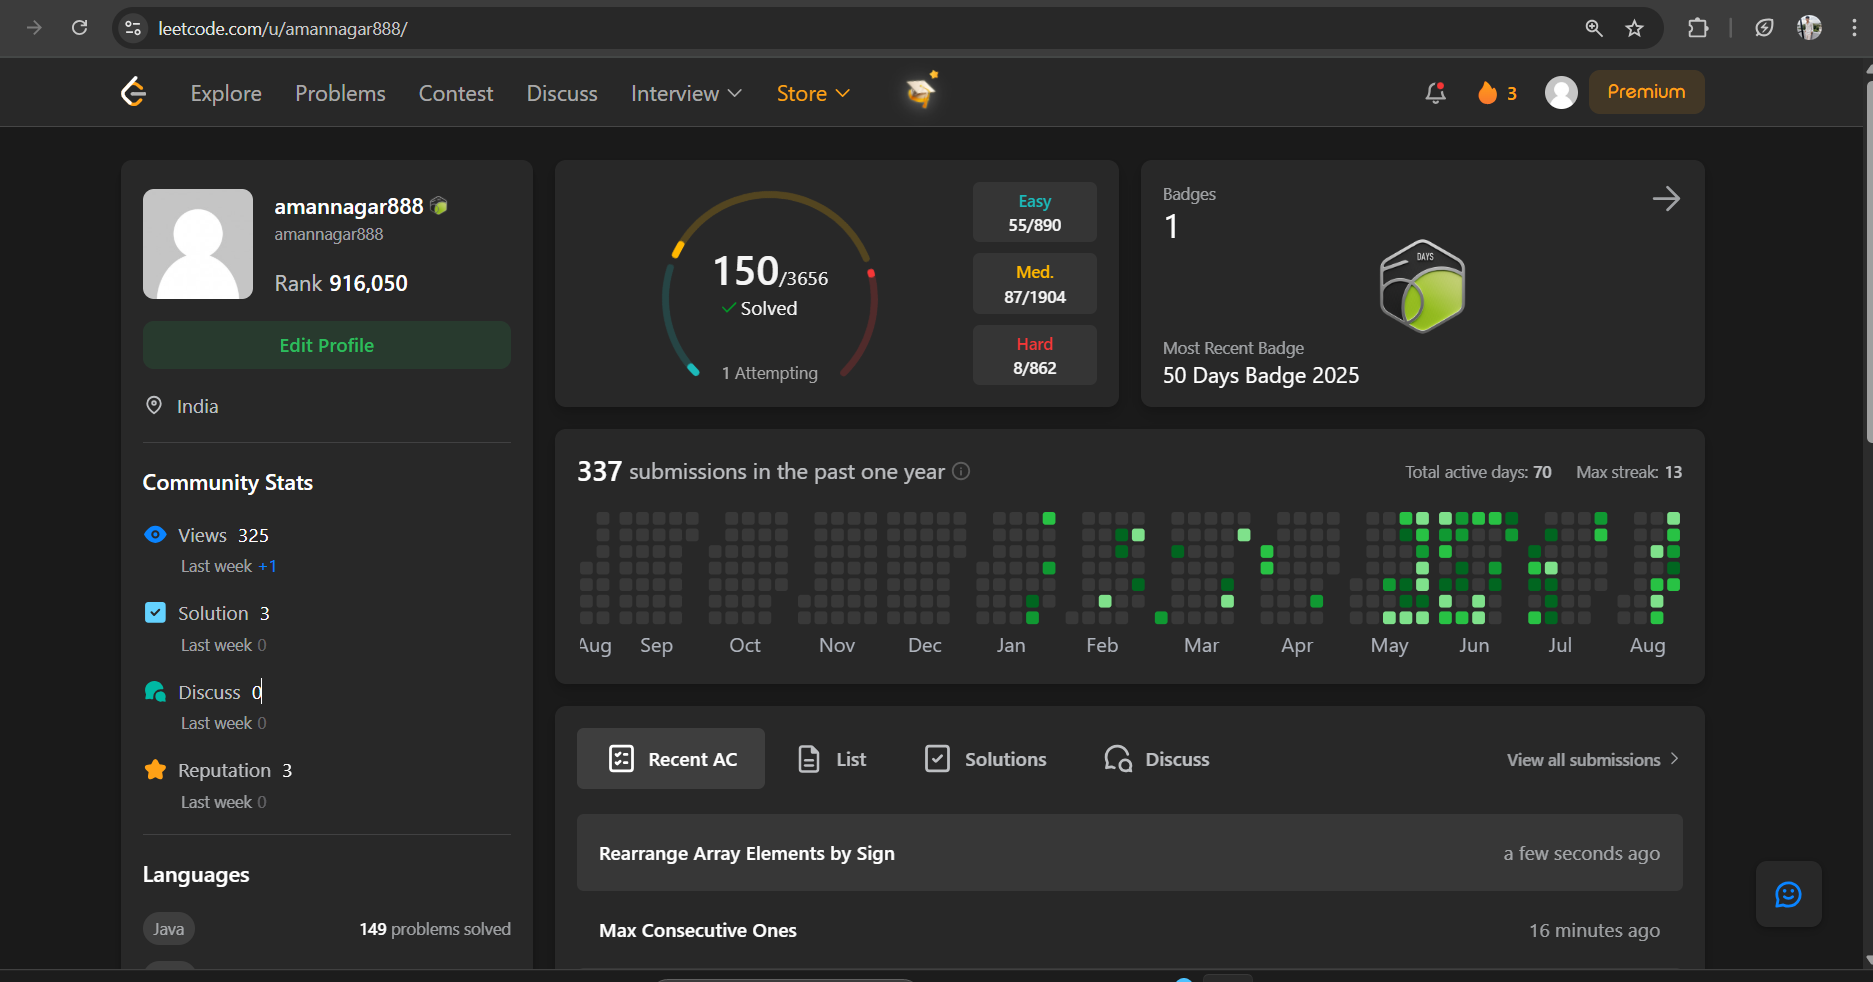 leetcode.com/u/amannagar888/
Explore Problems Contest Discuss Interview Store 3 Premium
amannagar888
amannagar888
Rank 916,050
Edit Profile
India
Community Stats
Views 325
Last week +1
Solution 3
Last week 0
Discuss 0
Last week 0
Reputation 3
Last week 0
Languages
Java 149 problems solved
150/3656
Solved
1 Attempting
Easy
55/890
Med.
87/1904
Hard
8/862
Badges
1
DAYS
Most Recent Badge
50 Days Badge 2025
337 submissions in the past one year Total active days: 70 Max streak: 13
Aug Sep Oct Nov Dec Jan Feb Mar Apr May Jun Jul Aug
Recent AC List Solutions Discuss View all submissions
Rearrange Array Elements by Sign a few seconds ago
Max Consecutive Ones 16 minutes ago